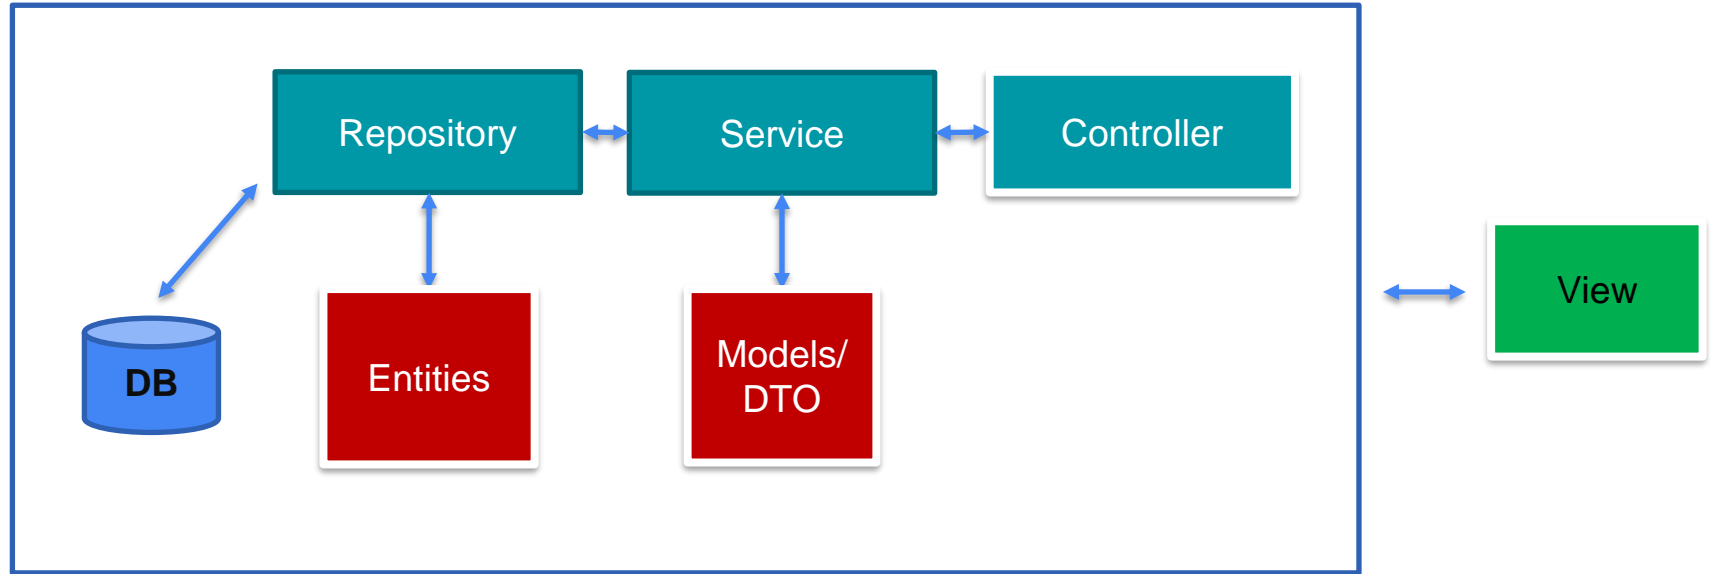 Repository
Service
Controller
View
DB
Entities
Models/
DTO